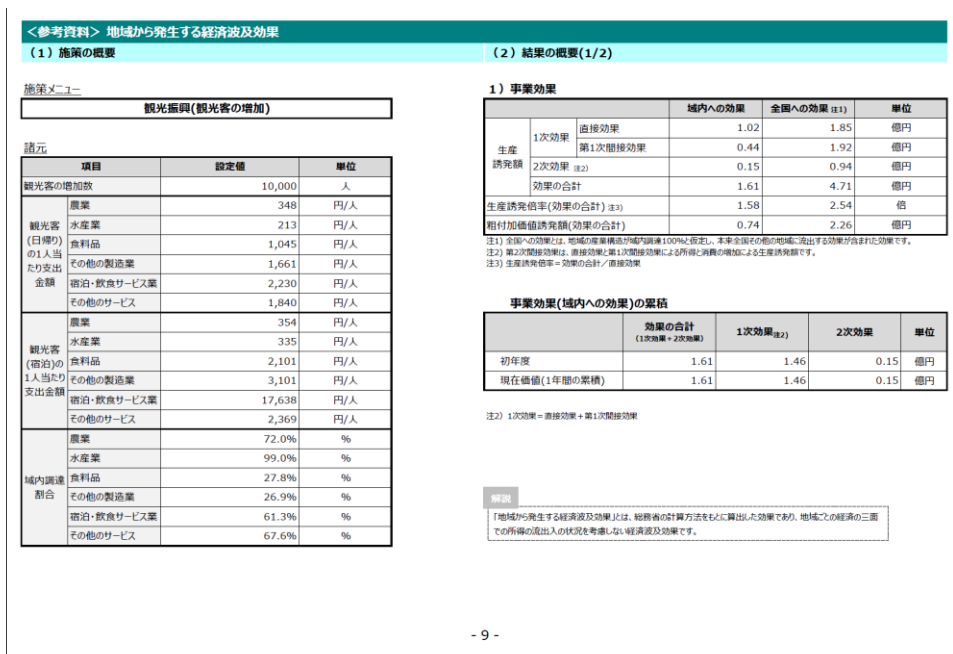 ＜参考資料＞ 地域から発生する経済波及効果
（1）施策の概要
施策メニュー
観光振興(観光客の増加)
諸元
項目 設定値 単位
観光客の増加数 10,000 人
観光客(日帰り)の1人当たり支出金額
農業 348 円/人
水産業 213 円/人
食料品 1,045 円/人
その他の製造業 1,661 円/人
宿泊・飲食サービス業 2,230 円/人
その他のサービス 1,840 円/人
観光客(宿泊)の1人当たり支出金額
農業 354 円/人
水産業 335 円/人
食料品 2,101 円/人
その他の製造業 3,101 円/人
宿泊・飲食サービス業 17,638 円/人
その他のサービス 2,369 円/人
域内調達割合
農業 72.0% %
水産業 99.0% %
食料品 27.8% %
その他の製造業 26.9% %
宿泊・飲食サービス業 61.3% %
その他のサービス 67.6% %
（2）結果の概要(1/2)
1）事業効果
域内への効果 全国への効果 注1) 単位
生産誘発額
1次効果
直接効果 1.02 1.85 億円
第1次間接効果 0.44 1.92 億円
2次効果 注2) 0.15 0.94 億円
効果の合計 1.61 4.71 億円
生産誘発倍率(効果の合計) 注3) 1.58 2.54 倍
粗付加価値誘発額(効果の合計) 0.74 2.26 億円
注1) 全国への効果とは、地域の産業構造が域内調達100%と仮定し、本来全国その他の地域に流出する効果が含まれた効果です。
注2) 第2次間接効果は、直接効果と第1次間接効果による所得と消費の増加による生産誘発額です。
注3) 生産誘発倍率＝効果の合計／直接効果
事業効果(域内への効果)の累積
効果の合計 1次効果注2) 2次効果 単位
(1次効果＋2次効果)
初年度 1.61 1.46 0.15 億円
現在価値(1年間の累積) 1.61 1.46 0.15 億円
注2）1次効果＝直接効果＋第1次間接効果
解説
「地域から発生する経済波及効果」とは、総務省の計算方法をもとに算出した効果であり、地域ごとの経済の三面
での所得の流出入の状況を考慮しない経済波及効果です。
- 9 -